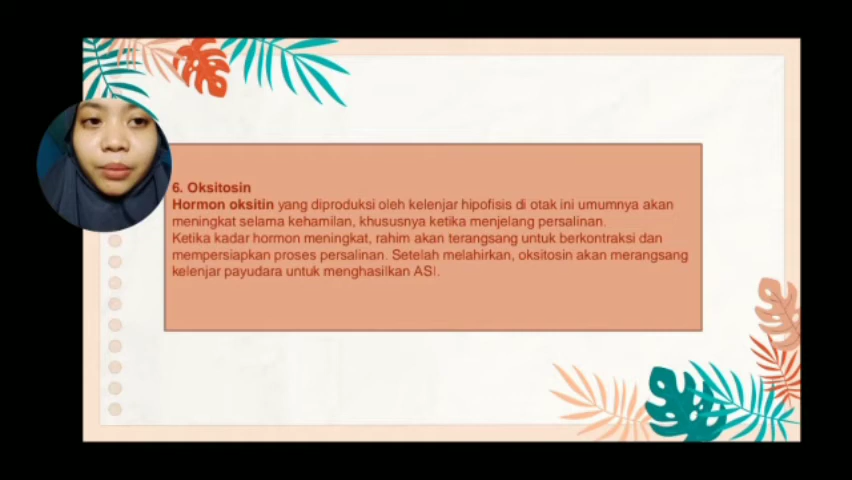 6. Oksitosin
Hormon oksitin yang diproduksi oleh kelenjar hipofisis di otak ini umumnya akan
meningkat selama kehamilan, khususnya ketika menjelang persalinan.
Ketika kadar hormon meningkat, rahim akan terangsang untuk berkontraksi dan
mempersiapkan proses persalinan. Setelah melahirkan, oksitosin akan merangsang
kelenjar payudara untuk menghasilkan ASI.